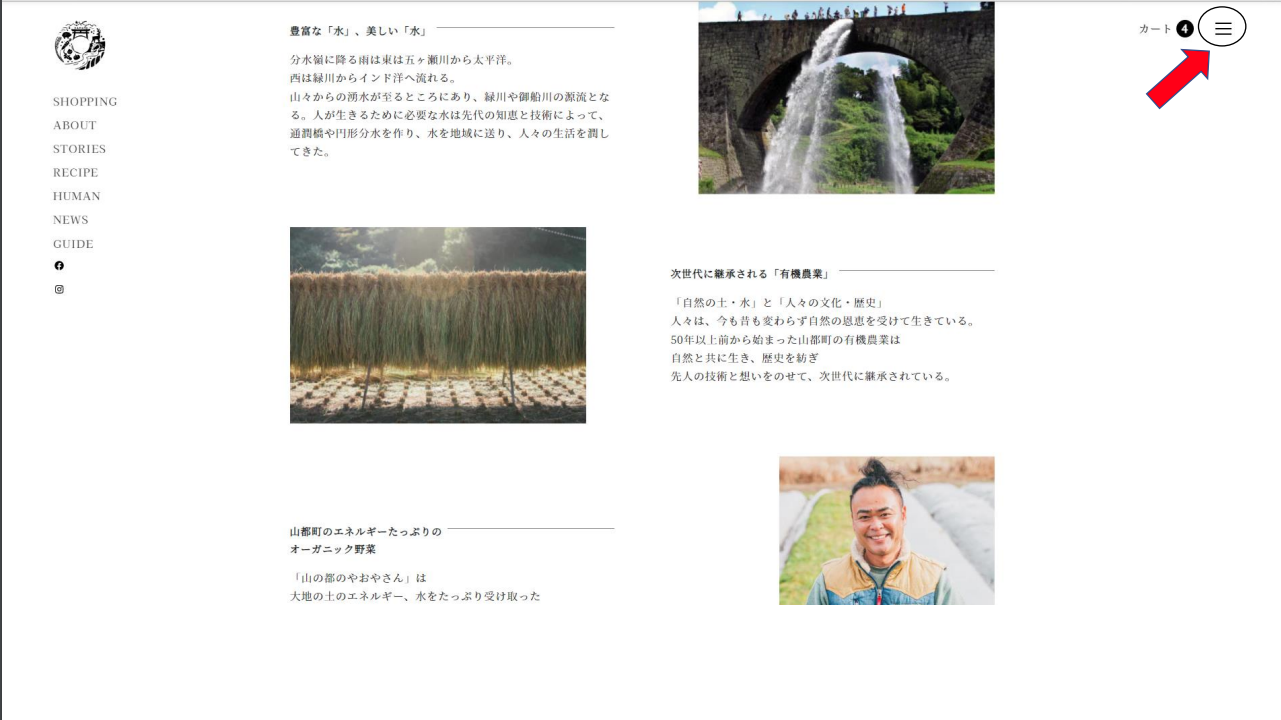 カート 4
SHOPPING
ABOUT
STORIES
RECIPE
HUMAN
NEWS
GUIDE
豊富な「水」、美しい「水」
分水嶺に降る雨は東は五ヶ瀬川から太平洋。
西は緑川からインド洋へ流れる。
山々からの湧水が至るところにあり、緑川や御船川の源流とな
る。人が生きるために必要な水は先代の知恵と技術によって、
通潤橋や円形分水を作り、水を地域に送り、人々の生活を潤し
てきた。
次世代に継承される「有機農業」
「自然の土・水」と「人々の文化・歴史」
人々は、今も昔も変わらず自然の恩恵を受けて生きている。
50年以上前から始まった山都町の有機農業は
自然と共に生き、歴史を紡ぎ
先人の技術と想いをのせて、次世代に継承されている。
山都町のエネルギーたっぷりの
オーガニック野菜
「山の都のやおやさん」は
大地の土のエネルギー、水をたっぷり受け取った